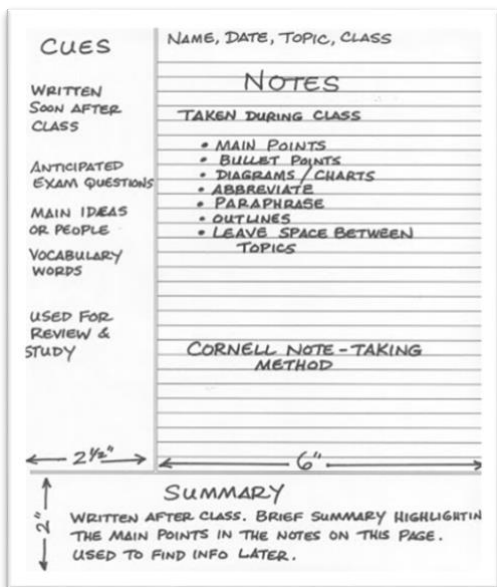 CUES
WRITTEN
SOON AFTER
CLASS
ANTICIPATED
EXAM QUESTIONS
MAIN IDEAS
OR PEOPLE
VOCABULARY
WORDS
USED FOR
REVIEW &
STUDY
2 1/2"
NAME, DATE, TOPIC, CLASS
NOTES
TAKEN DURING CLASS
• MAIN POINTS
• BULLET POINTS
• DIAGRAMS / CHARTS
• ABBREVIATE
• PARAPHRASE
• OUTLINES
• LEAVE SPACE BETWEEN
TOPICS
CORNELL NOTE-TAKING
METHOD
6"
2"
SUMMARY
WRITTEN AFTER CLASS. BRIEF SUMMARY HIGHLIGHTIN
THE MAIN POINTS IN THE NOTES ON THIS PAGE.
USED TO FIND INFO LATER.